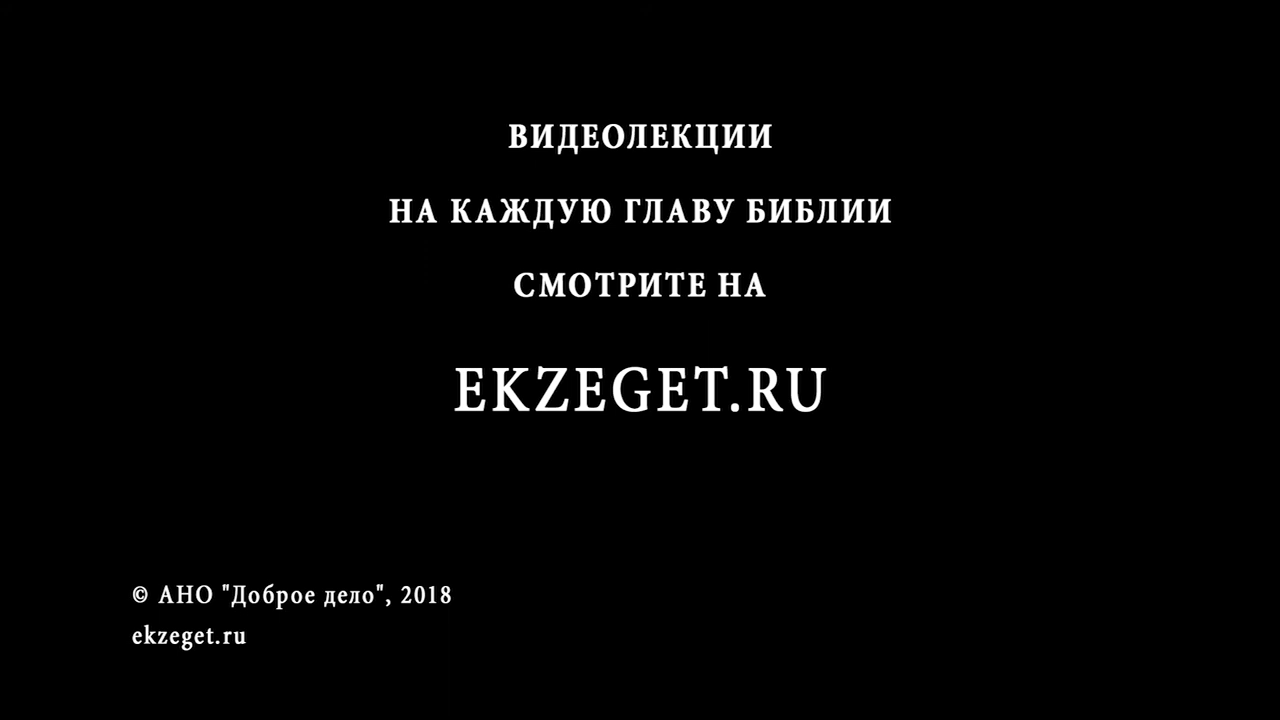 ВИДЕОЛЕКЦИИ
НА КАЖДУЮ ГЛАВУ БИБЛИИ
СМОТРИТЕ НА
EKZEGET.RU
© АНО "Доброе дело", 2018
ekzeget.ru